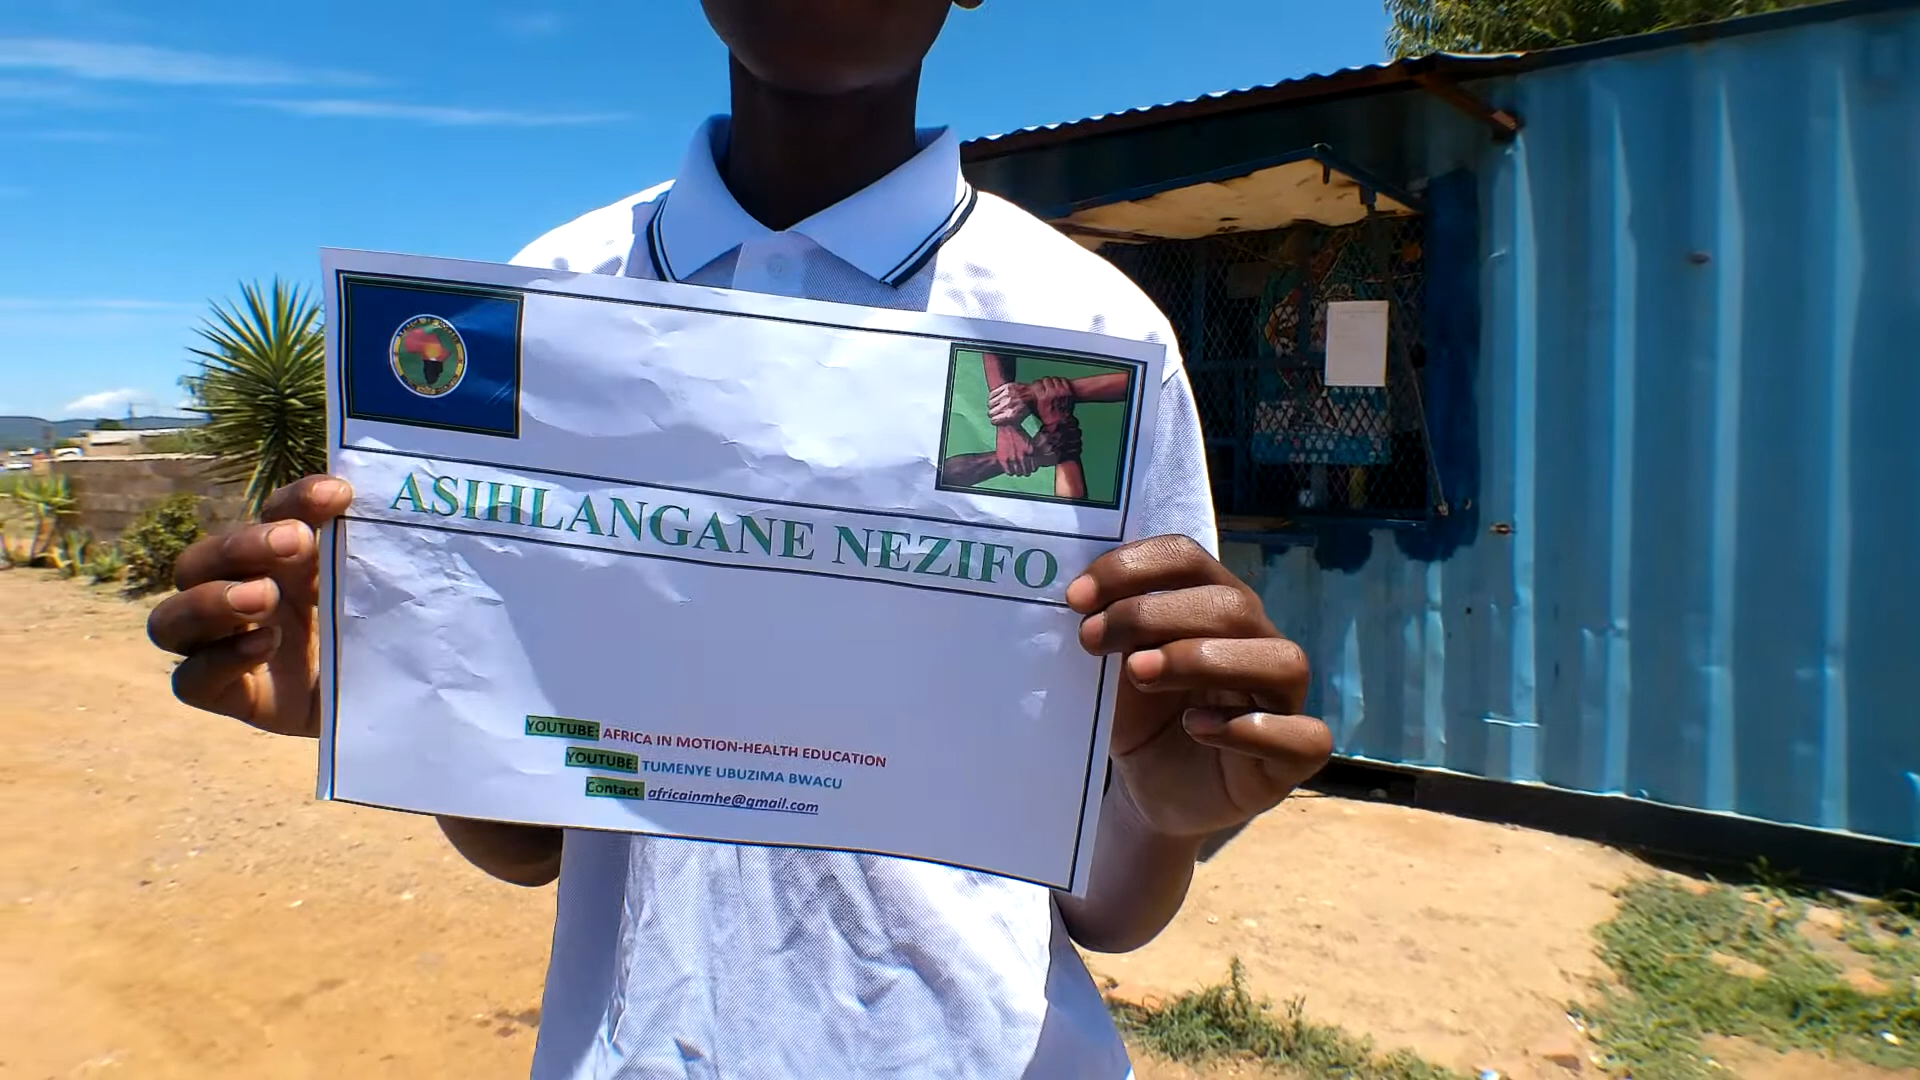 ASIHLANGANE NEZIFO
YOUTUBE: AFRICA IN MOTION-HEALTH EDUCATION
YOUTUBE: TUMENYE UBUZIMA BWACU
Contact africainmhe@gmail.com